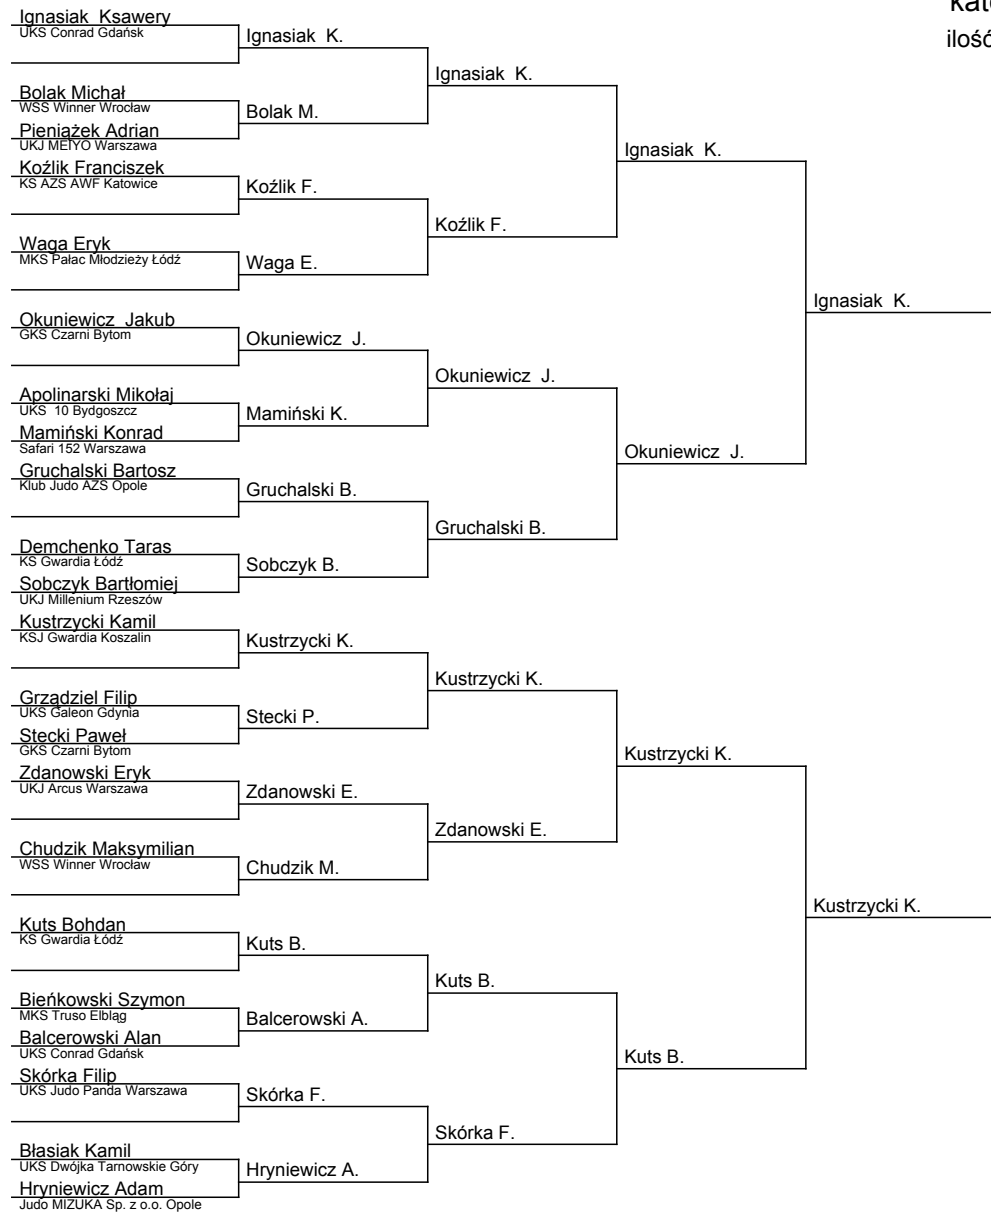 kat
ilość
Ignasiak  Ksawery
UKS Conrad Gdańsk
Bolak Michał
WSS Winner Wrocław
Pieniążek Adrian
UKJ MEIYO Warszawa
Koźlik Franciszek
KS AZS AWF Katowice
Waga Eryk
MKS Pałac Młodzieży Łódź
Okuniewicz  Jakub
GKS Czarni Bytom
Apolinarski Mikołaj
UKS  10 Bydgoszcz
Mamiński Konrad
Safari 152 Warszawa
Gruchalski Bartosz
Klub Judo AZS Opole
Demchenko Taras
KS Gwardia Łódź
Sobczyk Bartłomiej
UKJ Millenium Rzeszów
Kustrzycki Kamil
KSJ Gwardia Koszalin
Grządziel Filip
UKS Galeon Gdynia
Stecki Paweł
GKS Czarni Bytom
Zdanowski Eryk
UKJ Arcus Warszawa
Chudzik Maksymilian
WSS Winner Wrocław
Kuts Bohdan
KS Gwardia Łódź
Bieńkowski Szymon
MKS Truso Elbląg
Balcerowski Alan
UKS Conrad Gdańsk
Skórka Filip
UKS Judo Panda Warszawa
Błasiak Kamil
UKS Dwójka Tarnowskie Góry
Hryniewicz Adam
Judo MIZUKA Sp. z o.o. Opole
Ignasiak  K.
Bolak M.
Koźlik F.
Waga E.
Okuniewicz  J.
Mamiński K.
Gruchalski B.
Sobczyk B.
Kustrzycki K.
Stecki P.
Zdanowski E.
Chudzik M.
Kuts B.
Balcerowski A.
Skórka F.
Hryniewicz A.
Ignasiak  K.
Koźlik F.
Okuniewicz  J.
Gruchalski B.
Kustrzycki K.
Zdanowski E.
Kuts B.
Skórka F.
Ignasiak  K.
Okuniewicz  J.
Kustrzycki K.
Kuts B.
Ignasiak  K.
Kustrzycki K.